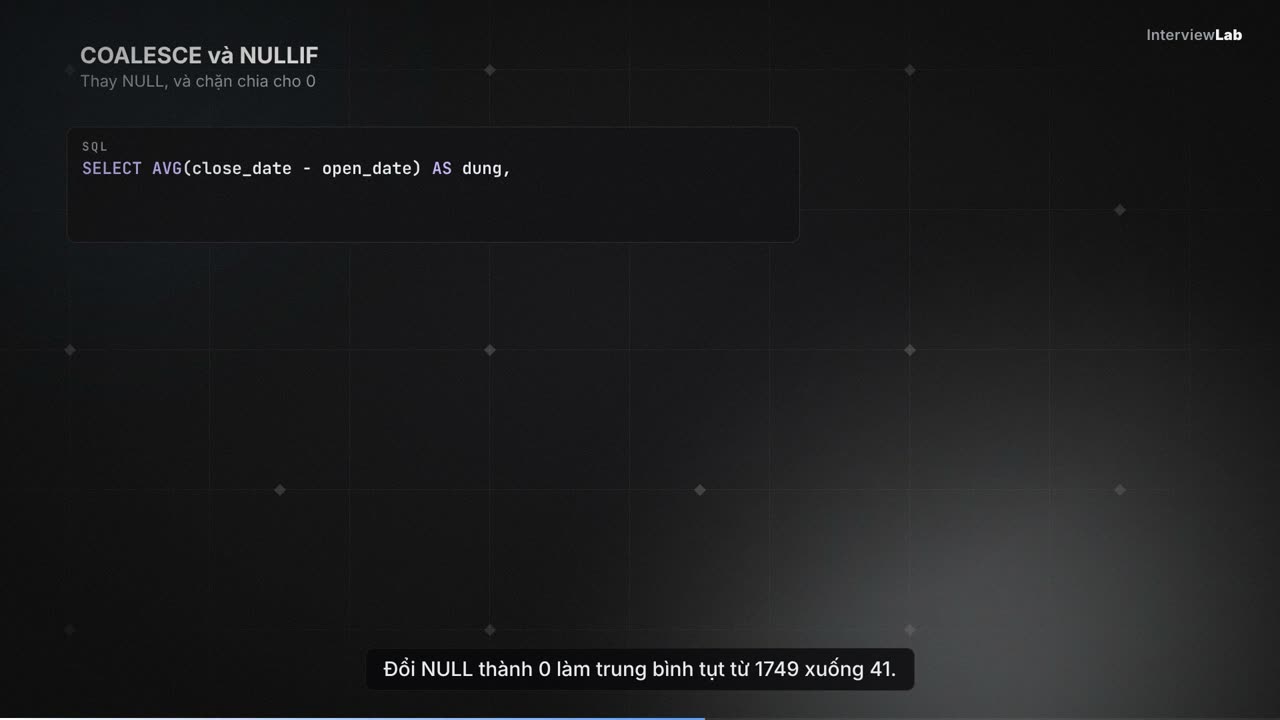 COALESCE và NULLIF
Thay NULL, và chặn chia cho 0
InterviewLab
SQL
SELECT AVG(close_date - open_date) AS dung,
Đổi NULL thành 0 làm trung bình tụt từ 1749 xuống 41.